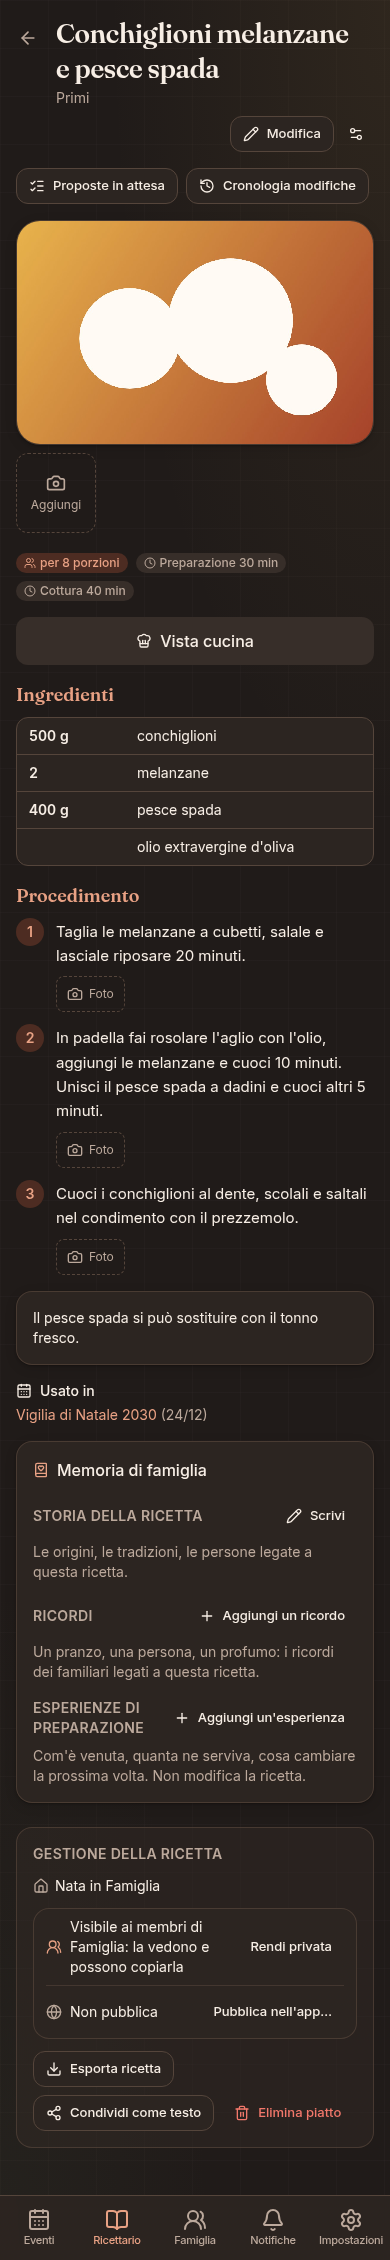 Conchiglioni melanzane
e pesce spada
Primi
Modifica
Proposte in attesa
Cronologia modifiche
Aggiungi
per 8 porzioni
Preparazione 30 min
Cottura 40 min
Vista cucina
Ingredienti
500 g conchiglioni
2 melanzane
400 g pesce spada
olio extravergine d'oliva
Procedimento
1 Taglia le melanzane a cubetti, salale e
lasciale riposare 20 minuti.
Foto
2 In padella fai rosolare l'aglio con l'olio,
aggiungi le melanzane e cuoci 10 minuti.
Unisci il pesce spada a dadini e cuoci altri 5
minuti.
Foto
3 Cuoci i conchiglioni al dente, scolali e saltali
nel condimento con il prezzemolo.
Foto
Il pesce spada si può sostituire con il tonno
fresco.
Usato in
Vigilia di Natale 2030 (24/12)
Memoria di famiglia
STORIA DELLA RICETTA
Scrivi
Le origini, le tradizioni, le persone legate a
questa ricetta.
RICORDI
Aggiungi un ricordo
Un pranzo, una persona, un profumo: i ricordi
dei familiari legati a questa ricetta.
ESPERIENZE DI
PREPARAZIONE
Aggiungi un'esperienza
Com'è venuta, quanta ne serviva, cosa cambiare
la prossima volta. Non modifica la ricetta.
GESTIONE DELLA RICETTA
Nata in Famiglia
Visibile ai membri di
Famiglia: la vedono e
possono copiarla
Rendi privata
Non pubblica
Pubblica nell'app…
Esporta ricetta
Condividi come testo
Elimina piatto
Eventi
Ricettario
Famiglia
Notifiche
Impostazioni